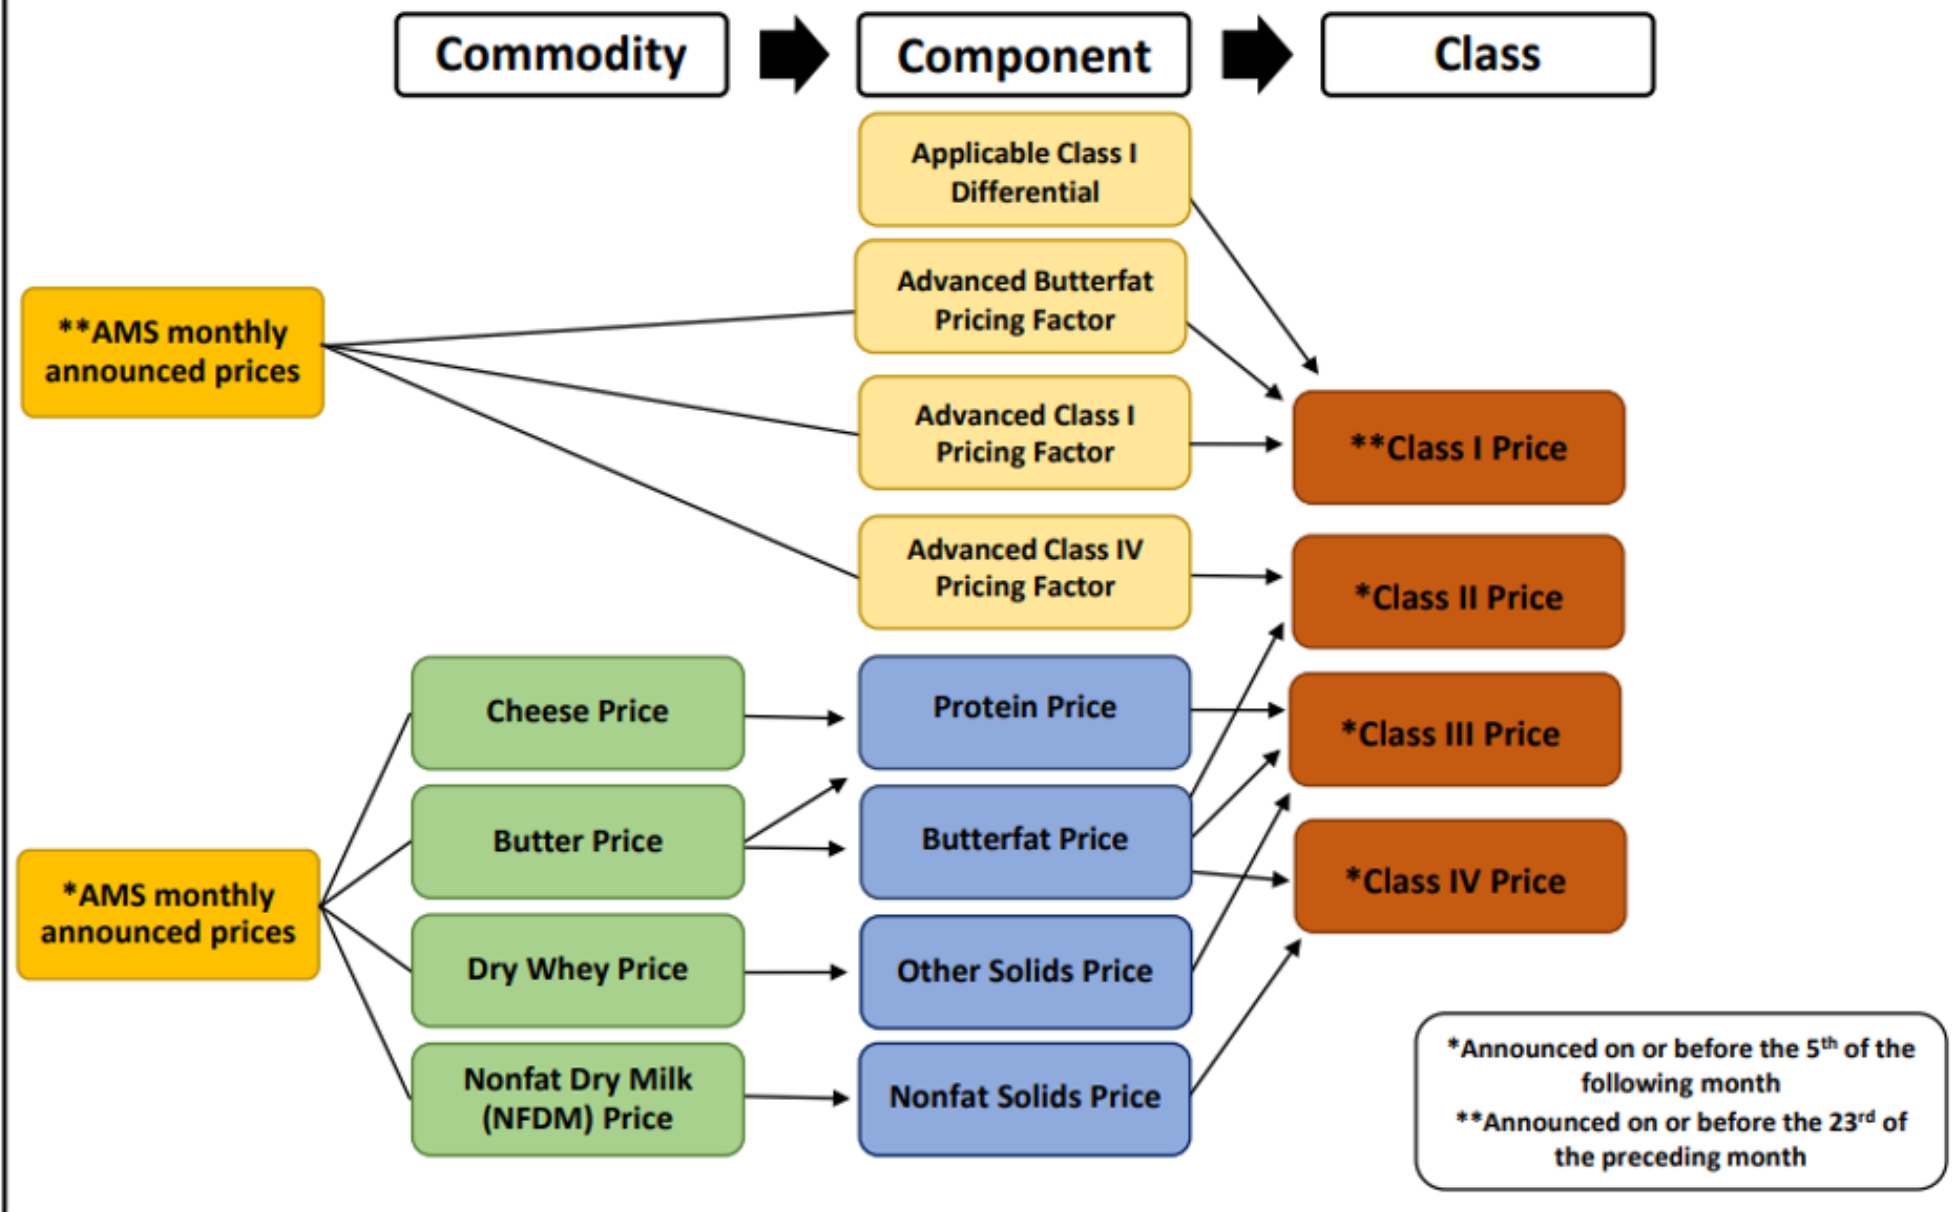 Commodity
Component
Class
Applicable Class I
Differential
Advanced Butterfat
Pricing Factor
**AMS monthly
announced prices
Advanced Class I
Pricing Factor
**Class I Price
Advanced Class IV
Pricing Factor
*Class II Price
Cheese Price
Protein Price
*Class III Price
Butter Price
Butterfat Price
*Class IV Price
*AMS monthly
announced prices
Dry Whey Price
Other Solids Price
Nonfat Dry Milk
(NFDM) Price
Nonfat Solids Price
*Announced on or before the 5th of the
following month
**Announced on or before the 23rd of
the preceding month